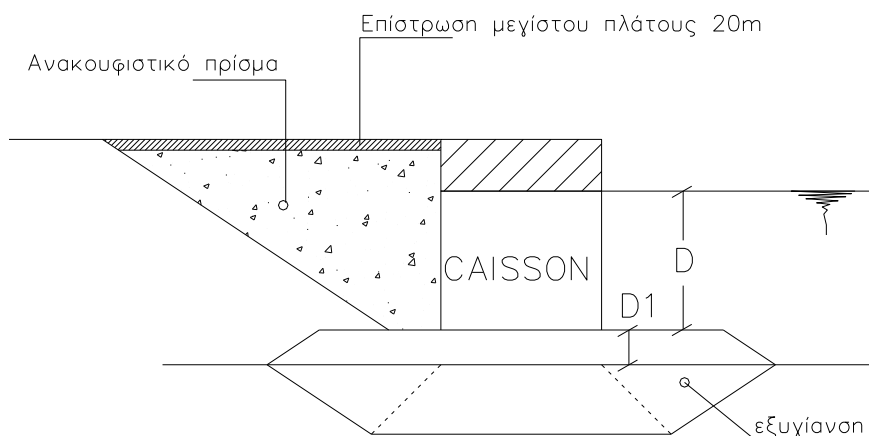 Επίστρωση μεγίστου πλάτους 20m
Ανακουφιστικό πρίσμα
CAISSON
D
D1
εξυγίανση